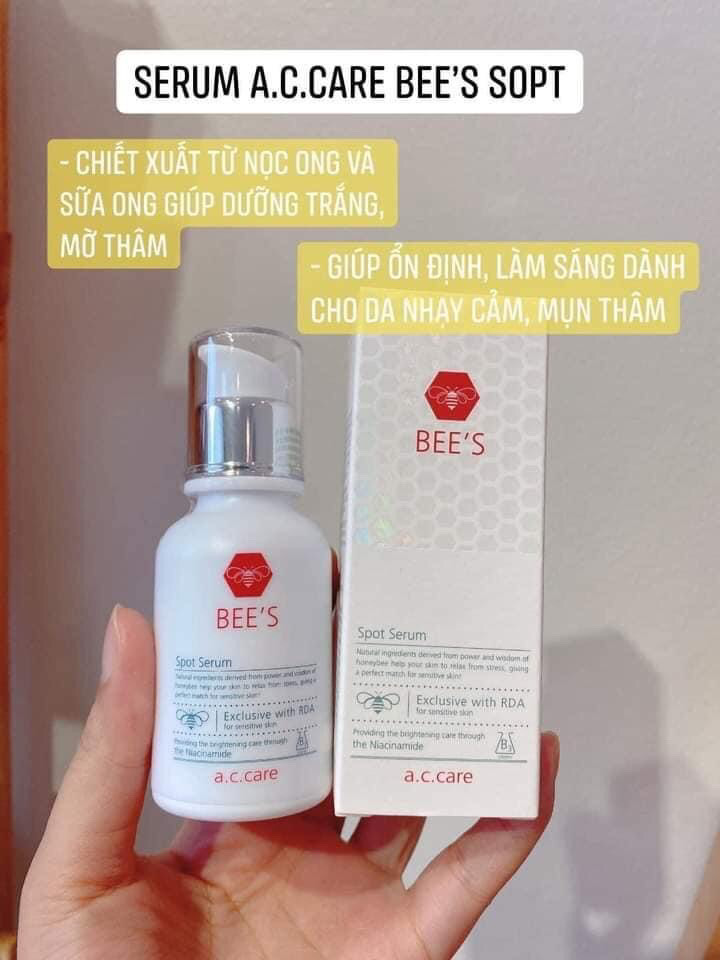 SERUM A.C.CARE BEE'S SOPT
- CHIẾT XUẤT TỪ NỌC ONG VÀ
SỮA ONG GIÚP DƯỠNG TRẮNG,
MỜ THÂM
- GIÚP ỔN ĐỊNH, LÀM SÁNG DÀNH
CHO DA NHẠY CẢM, MỤN THÂM
BEE'S
Spot Serum
Natural ingredients derived from power and wisdom of
honeybee help your skin to relax from stress, giving a
perfect match for sensitive skin!
Exclusive with RDA
for sensitive skin
Providing the brightening care through
the Niacinamide
B₃
a.c.care
BEE'S
Spot Serum
Natural ingredients derived from power and wisdom of
honeybee help your skin to relax from stress, giving
a perfect match for sensitive skin!
Exclusive with RDA
for sensitive skin
Providing the brightening care through
the Niacinamide
B₃
a.c.care